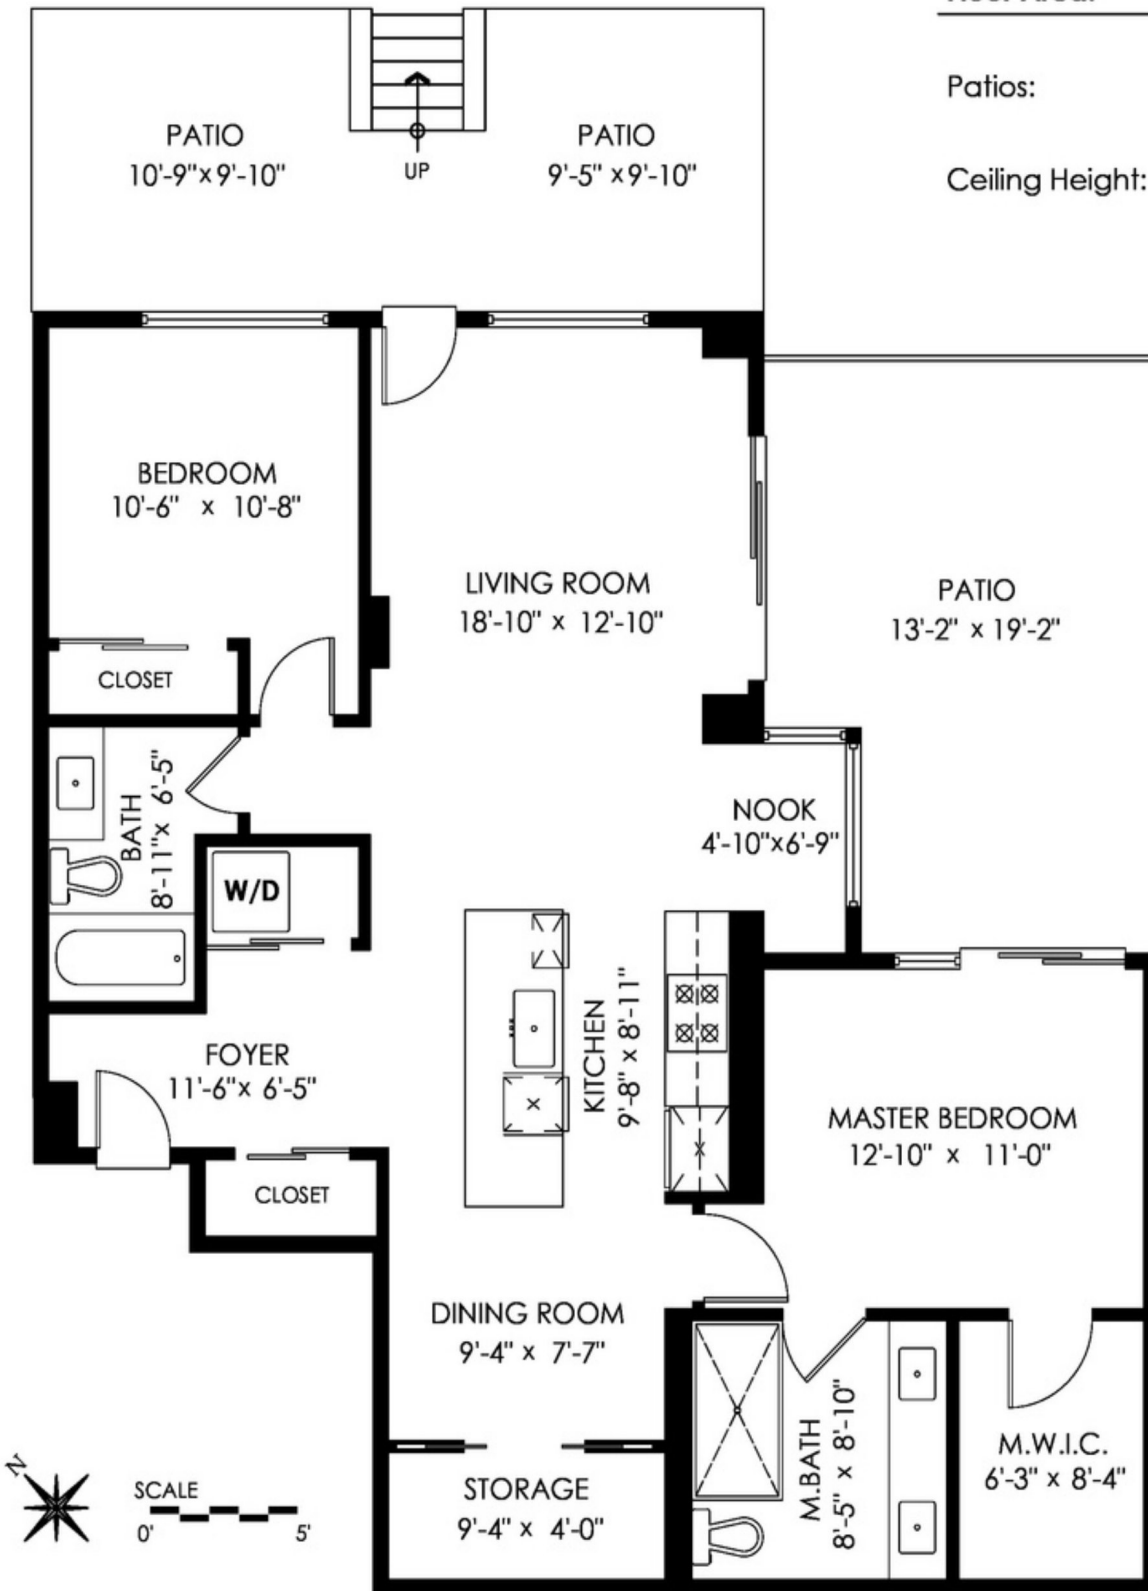 Patios:
Ceiling Height:
PATIO
10'-9"x9'-10"
UP
PATIO
9'-5" x9'-10"
BEDROOM
10'-6" x 10'-8"
LIVING ROOM
18'-10" x 12'-10"
PATIO
13'-2" x 19'-2"
CLOSET
BATH
8'-11"x 6'-5"
NOOK
4'-10"x6'-9"
W/D
KITCHEN
9'-8" x 8'-11"
FOYER
11'-6"x 6'-5"
MASTER BEDROOM
12'-10" x 11'-0"
CLOSET
DINING ROOM
9'-4" x 7'-7"
M.BATH
8'-5" x 8'-10"
M.W.I.C.
6'-3" x 8'-4"
STORAGE
9'-4" x 4'-0"
N
SCALE
0' 5'